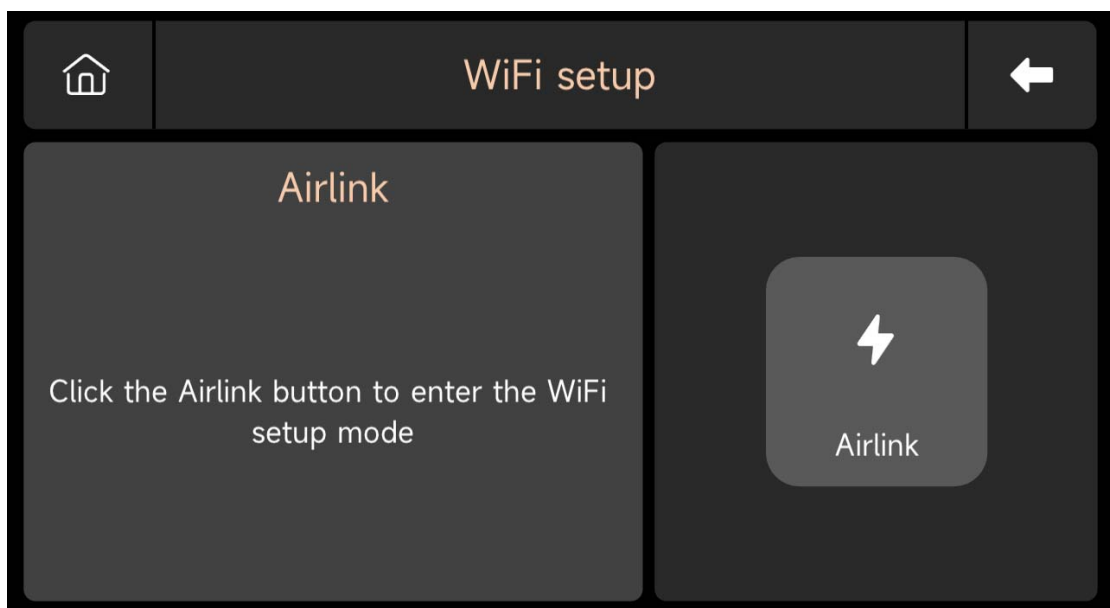 WiFi setup
Airlink
Click the Airlink button to enter the WiFi
setup mode
Airlink